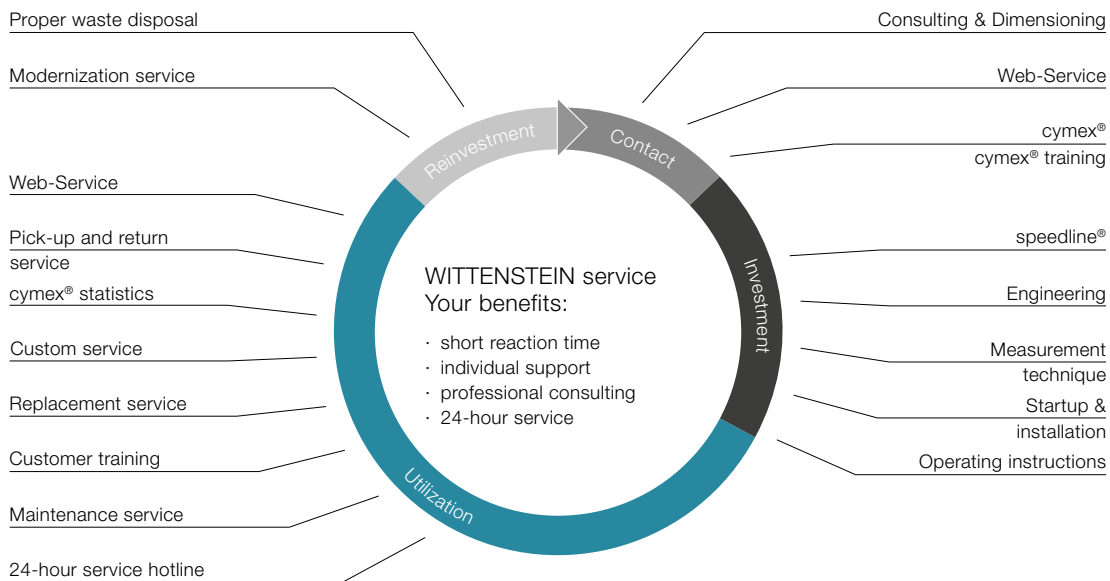 Proper waste disposal
Modernization service
Web-Service
Pick-up and return
service
cymex® statistics
Custom service
Replacement service
Customer training
Maintenance service
24-hour service hotline
Reinvestment
Contact
Investment
Utilization
WITTENSTEIN service
Your benefits:
· short reaction time
· individual support
· professional consulting
· 24-hour service
Consulting & Dimensioning
Web-Service
cymex®
cymex® training
speedline®
Engineering
Measurement
technique
Startup &
installation
Operating instructions